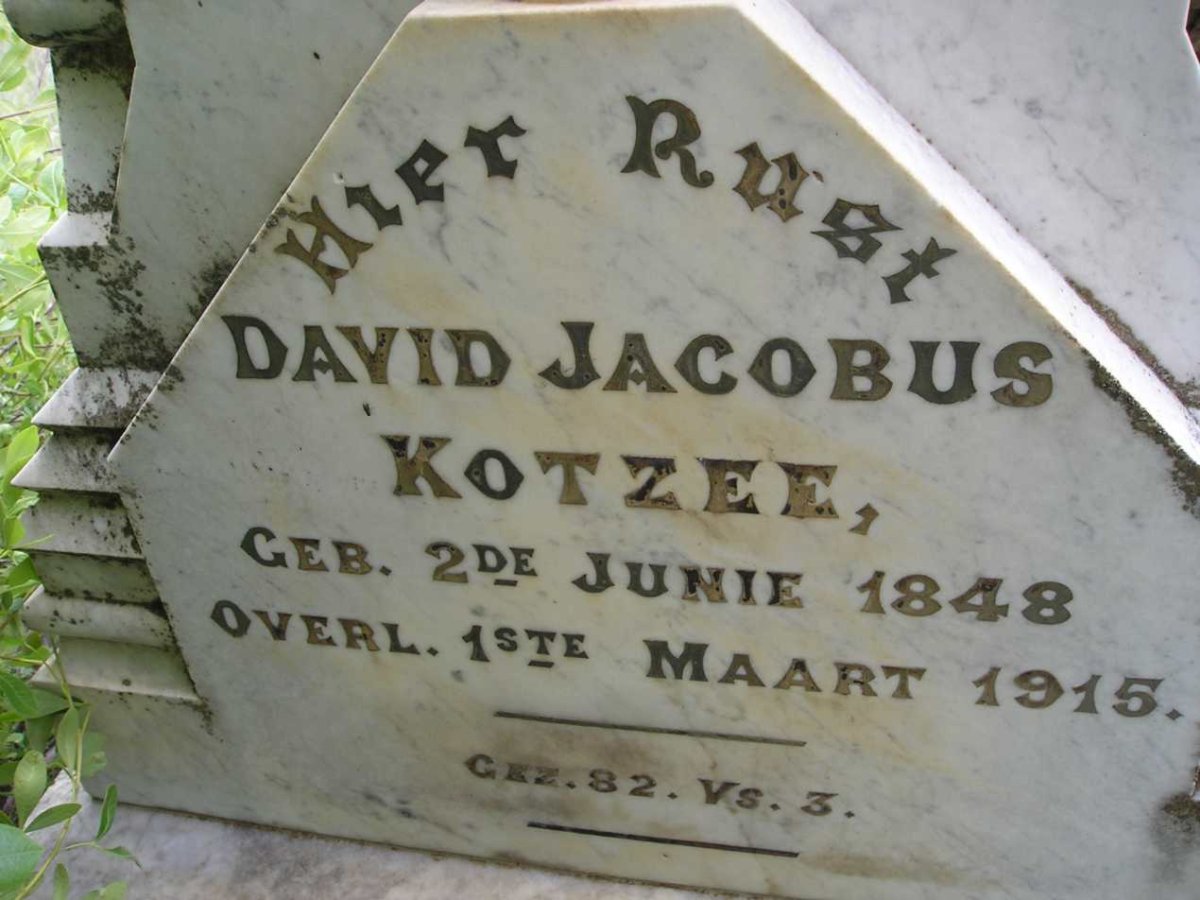 Hier Rust
DAVID JACOBUS
KOTZEE,
GEB. 2DE JUNIE 1848
OVERL. 1STE MAART 1915.
GEZ. 82. VS. 3.